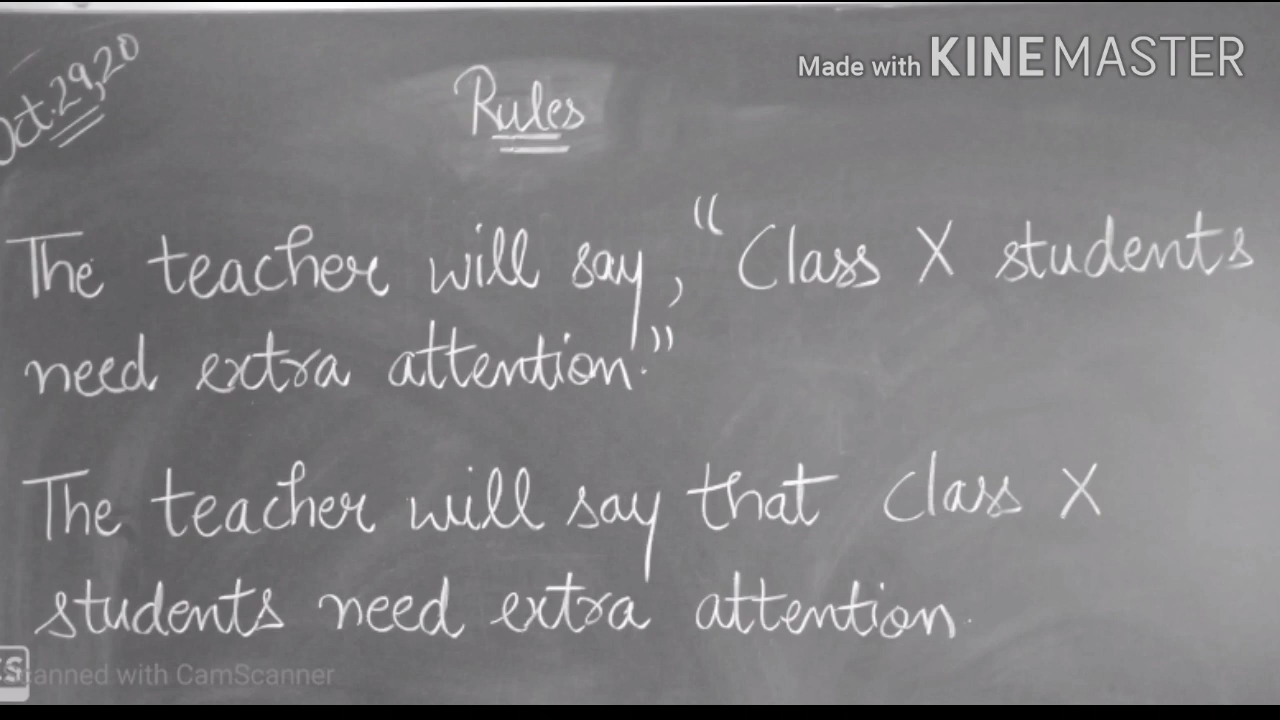 Made with KINEMASTER
Oct. 29, 20
Rules
The teacher will say, "Class X students
need extra attention."
The teacher will say that Class X
students need extra attention.
CS Scanned with CamScanner